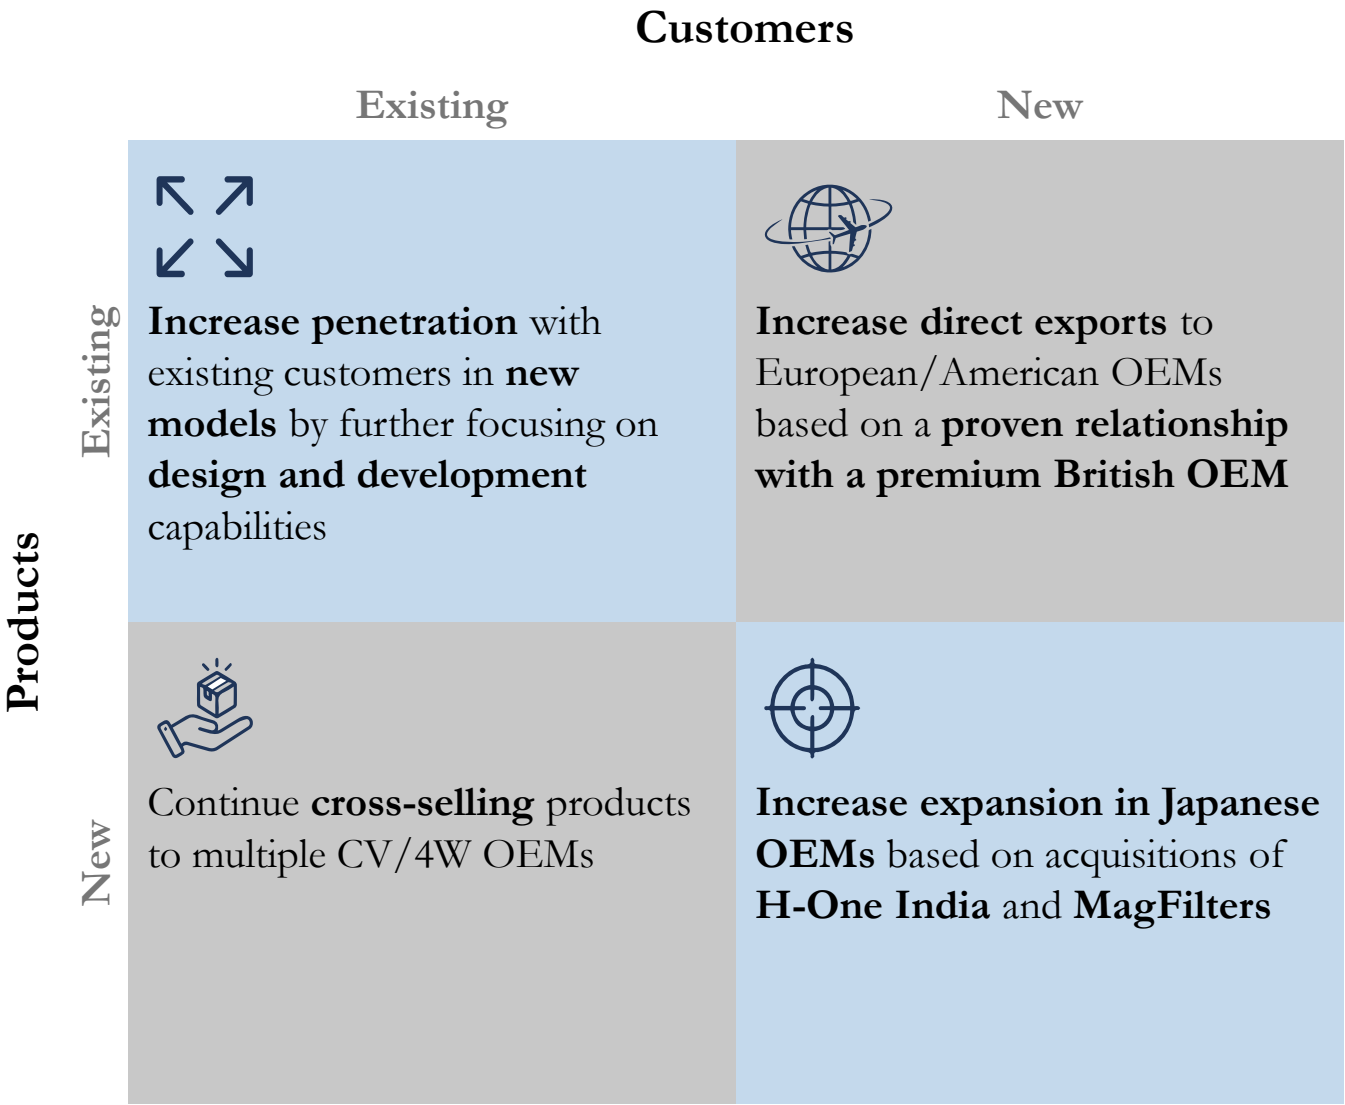 Customers
Existing
New
Products
Existing
Increase penetration with
existing customers in new
models by further focusing on
design and development
capabilities
Increase direct exports to
European/American OEMs
based on a proven relationship
with a premium British OEM
New
Continue cross-selling products
to multiple CV/4W OEMs
Increase expansion in Japanese
OEMs based on acquisitions of
H-One India and MagFilters